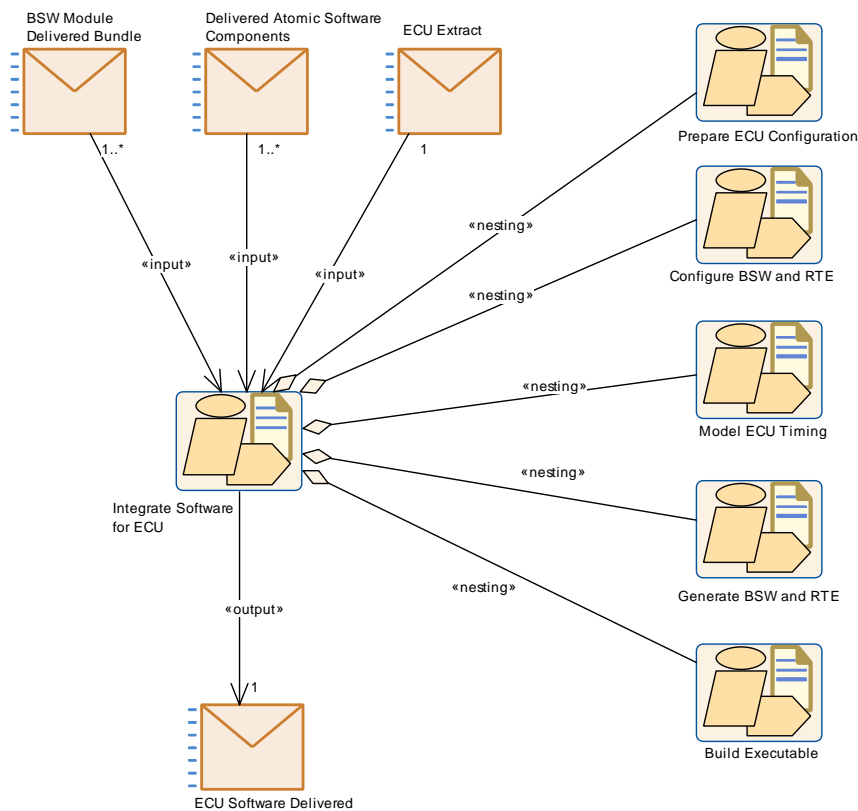 BSW Module
Delivered Bundle
Delivered Atomic Software
Components
ECU Extract
1..*
1..*
1
Prepare ECU Configuration
«nesting»
«input»
«input»
«input»
Configure BSW and RTE
«nesting»
«nesting»
Model ECU Timing
«nesting»
Integrate Software
for ECU
«nesting»
Generate BSW and RTE
«output»
1
Build Executable
ECU Software Delivered